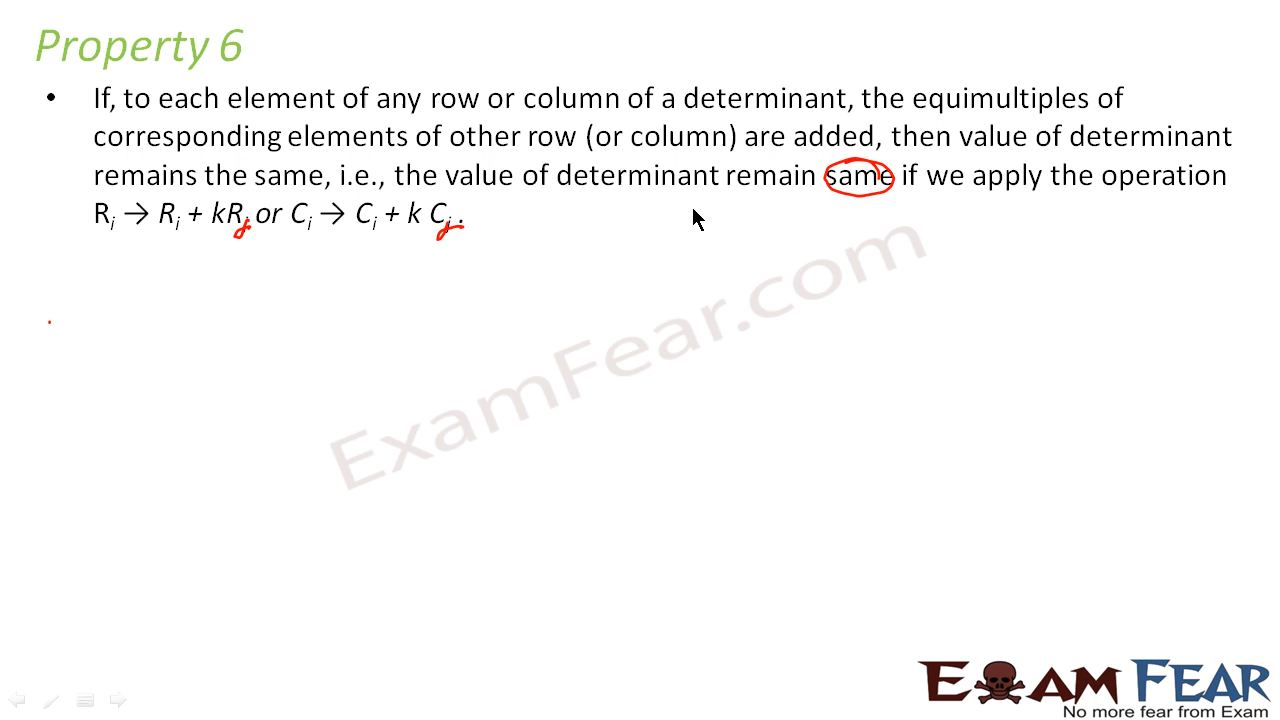 Property 6
• If, to each element of any row or column of a determinant, the equimultiples of
corresponding elements of other row (or column) are added, then value of determinant
remains the same, i.e., the value of determinant remain same if we apply the operation
Rᵢ → Rᵢ + kRⱼ or Cᵢ → Cᵢ + k Cⱼ .
ExamFear.com
EXAM FEAR
No more fear from Exam